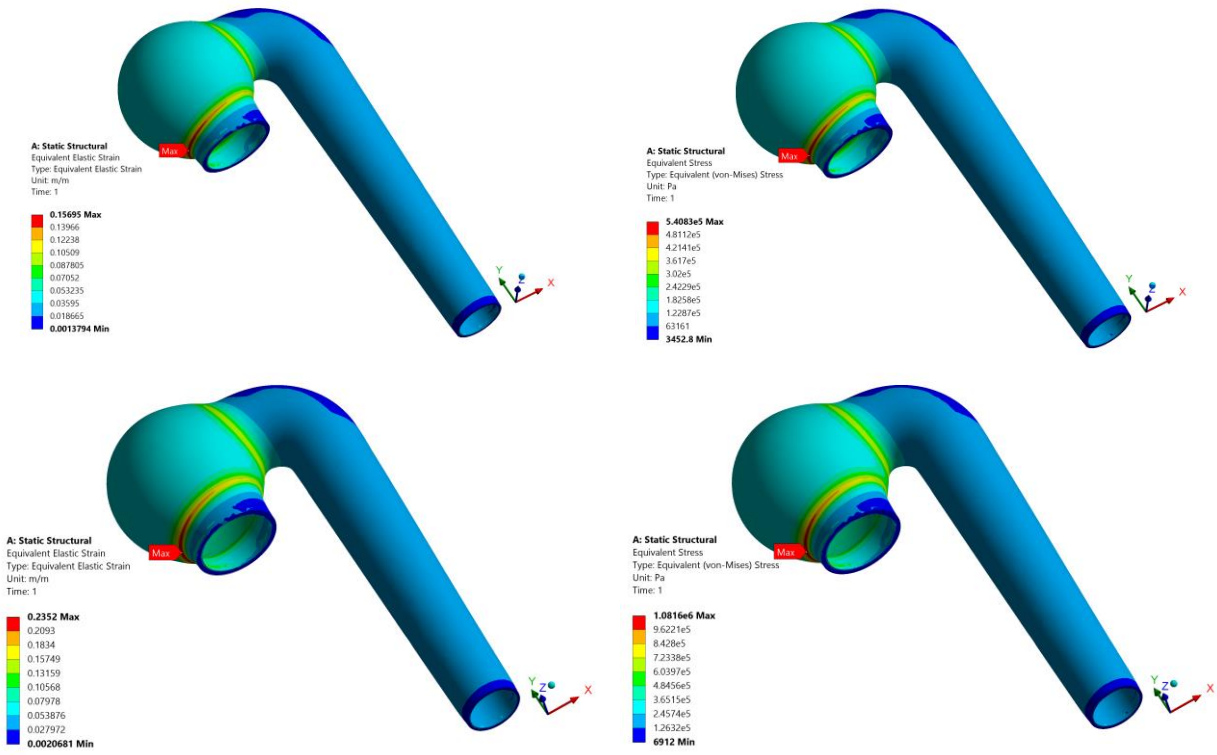 A: Static Structural
Equivalent Elastic Strain
Type: Equivalent Elastic Strain
Unit: m/m
Time: 1
0.15695 Max
0.13966
0.12238
0.10509
0.087805
0.07052
0.053235
0.03595
0.018665
0.0013794 Min
Max
Y
Z
X
A: Static Structural
Equivalent Stress
Type: Equivalent (von-Mises) Stress
Unit: Pa
Time: 1
5.4083e5 Max
4.8112e5
4.2141e5
3.617e5
3.02e5
2.4229e5
1.8258e5
1.2287e5
63161
3452.8 Min
Max
Y
Z
X
A: Static Structural
Equivalent Elastic Strain
Type: Equivalent Elastic Strain
Unit: m/m
Time: 1
0.2352 Max
0.2093
0.1834
0.15749
0.13159
0.10568
0.07978
0.053876
0.027972
0.0020681 Min
Max
Y
Z
X
A: Static Structural
Equivalent Stress
Type: Equivalent (von-Mises) Stress
Unit: Pa
Time: 1
1.0816e6 Max
9.6221e5
8.428e5
7.2338e5
6.0397e5
4.8456e5
3.6515e5
2.4574e5
1.2632e5
6912 Min
Max
Y
Z
X